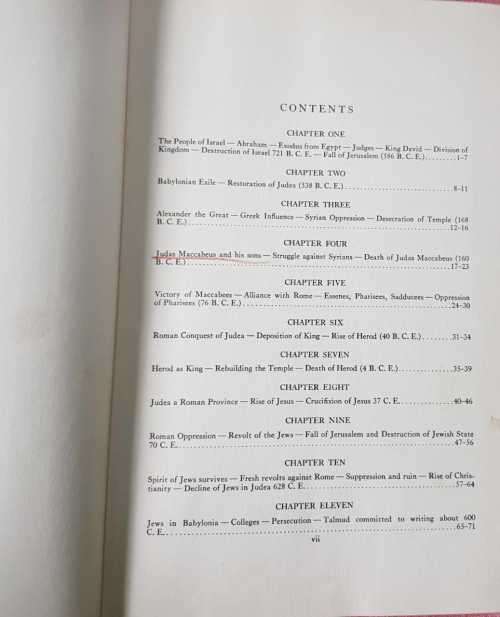 CONTENTS
CHAPTER ONE
The People of Israel — Abraham — Exodus from Egypt — Judges — King David — Division of
Kingdom — Destruction of Israel 721 B. C. E. — Fall of Jerusalem (586 B. C. E.).........1-7
CHAPTER TWO
Babylonian Exile — Restoration of Judea (538 B. C. E.)..............................8-11
CHAPTER THREE
Alexander the Great — Greek Influence — Syrian Oppression — Desecration of Temple (168
B. C. E.)..............................12-16
CHAPTER FOUR
Judas Maccabeus and his sons — Struggle against Syrians — Death of Judas Maccabeus (160
B. C. E.)..............................17-23
CHAPTER FIVE
Victory of Maccabees — Alliance with Rome — Essenes, Pharisees, Sadducees — Oppression
of Pharisees (76 B. C. E.)..............................24-30
CHAPTER SIX
Roman Conquest of Judea — Deposition of King — Rise of Herod (40 B. C. E.)........31-34
CHAPTER SEVEN
Herod as King — Rebuilding the Temple — Death of Herod (4 B. C. E.)..............35-39
CHAPTER EIGHT
Judea a Roman Province — Rise of Jesus — Crucifixion of Jesus 37 C. E...............40-46
CHAPTER NINE
Roman Oppression — Revolt of the Jews — Fall of Jerusalem and Destruction of Jewish State
70 C. E...............................47-56
CHAPTER TEN
Spirit of Jews survives — Fresh revolts against Rome — Suppression and ruin — Rise of Chris-
tianity — Decline of Jews in Judea 628 C. E...............................57-64
CHAPTER ELEVEN
Jews in Babylonia — Colleges — Persecution — Talmud committed to writing about 600
C. E...............................65-71
vii